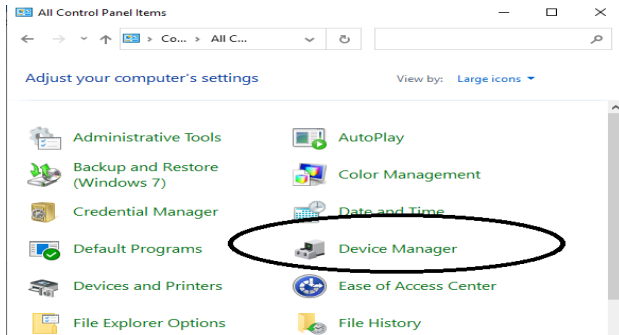 All Control Panel Items
Co... > All C...
Adjust your computer's settings
View by: Large icons
Administrative Tools
AutoPlay
Backup and Restore
(Windows 7)
Color Management
Credential Manager
Date and Time
Default Programs
Device Manager
Devices and Printers
Ease of Access Center
File Explorer Options
File History